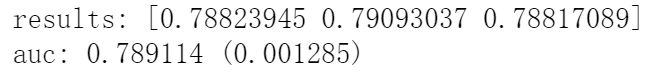 results: [0.78823945 0.79093037 0.78817089]
auc: 0.789114 (0.001285)